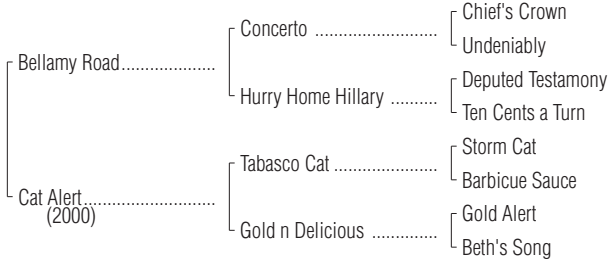 Chief's Crown
Concerto ......................
Undeniably
Bellamy Road....................
Deputed Testamony
Hurry Home Hillary ..........
Ten Cents a Turn
Storm Cat
Tabasco Cat ...................
Barbicue Sauce
Cat Alert............................
(2000)
Gold Alert
Gold n Delicious .............
Beth's Song